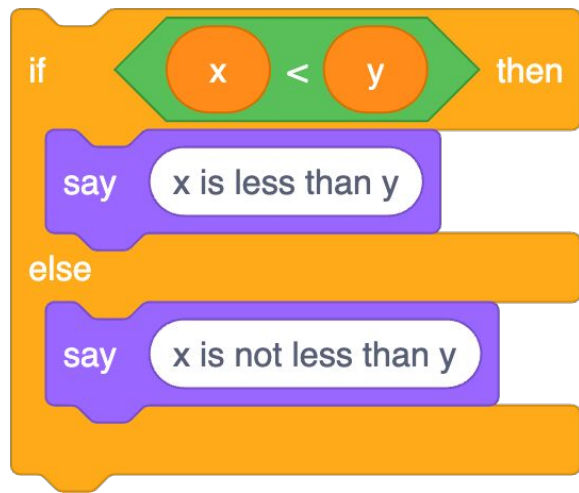 if x < y then
say x is less than y
else
say x is not less than y